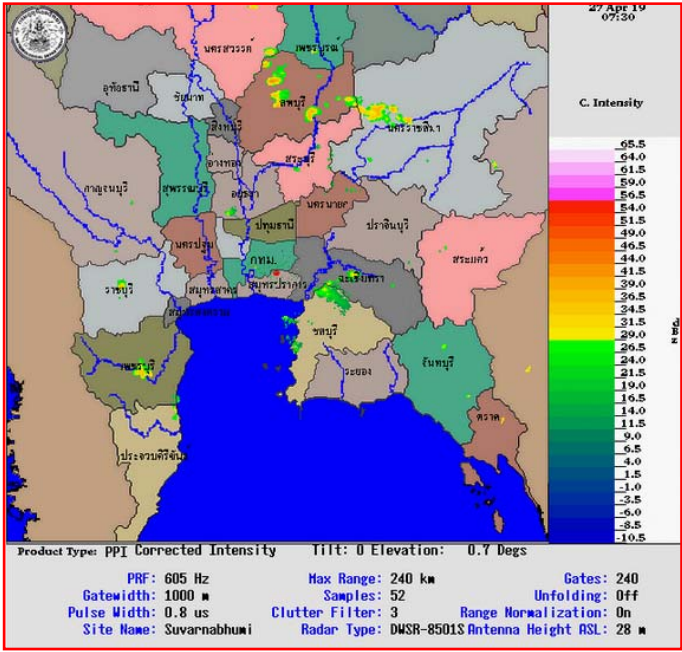 27 Apr 19
07:30
C. Intensity
นครสวรรค์
เพชรบูรณ์
อุทัยธานี
ชัยนาท
ลพบุรี
สิงห์บุรี
นครราชสีมา
อ่างทอง
สระบุรี
กาญจนบุรี
สุพรรณบุรี
อยุธยา
นครนายก
ปทุมธานี
ปราจีนบุรี
นครปฐม
กทม.
สระแก้ว
ราชบุรี
สมุทรสาคร
สมุทรปราการ
ฉะเชิงเทรา
ชลบุรี
เพชรบุรี
ระยอง
จันทบุรี
ตราด
ประจวบคีรีขันธ์
65.5
64.0
61.5
59.0
56.5
54.0
51.5
49.0
46.5
44.0
41.5
39.0
36.5
34.5
31.5
29.0
26.5
24.0
21.5
19.0
16.5
14.0
11.5
9.0
6.5
4.0
1.5
-1.0
-3.5
-6.0
-8.5
-10.5
Product Type: PPI Corrected Intensity Tilt: 0 Elevation: 0.7 Degs
PRF: 605 Hz Max Range: 240 km Gates: 240
Gatewidth: 1000 m Samples: 52 Unfolding: Off
Pulse Width: 0.8 us Clutter Filter: 3 Range Normalization: On
Site Name: Suvarnabhumi Radar Type: DWSR-8501S Antenna Height ASL: 28 m